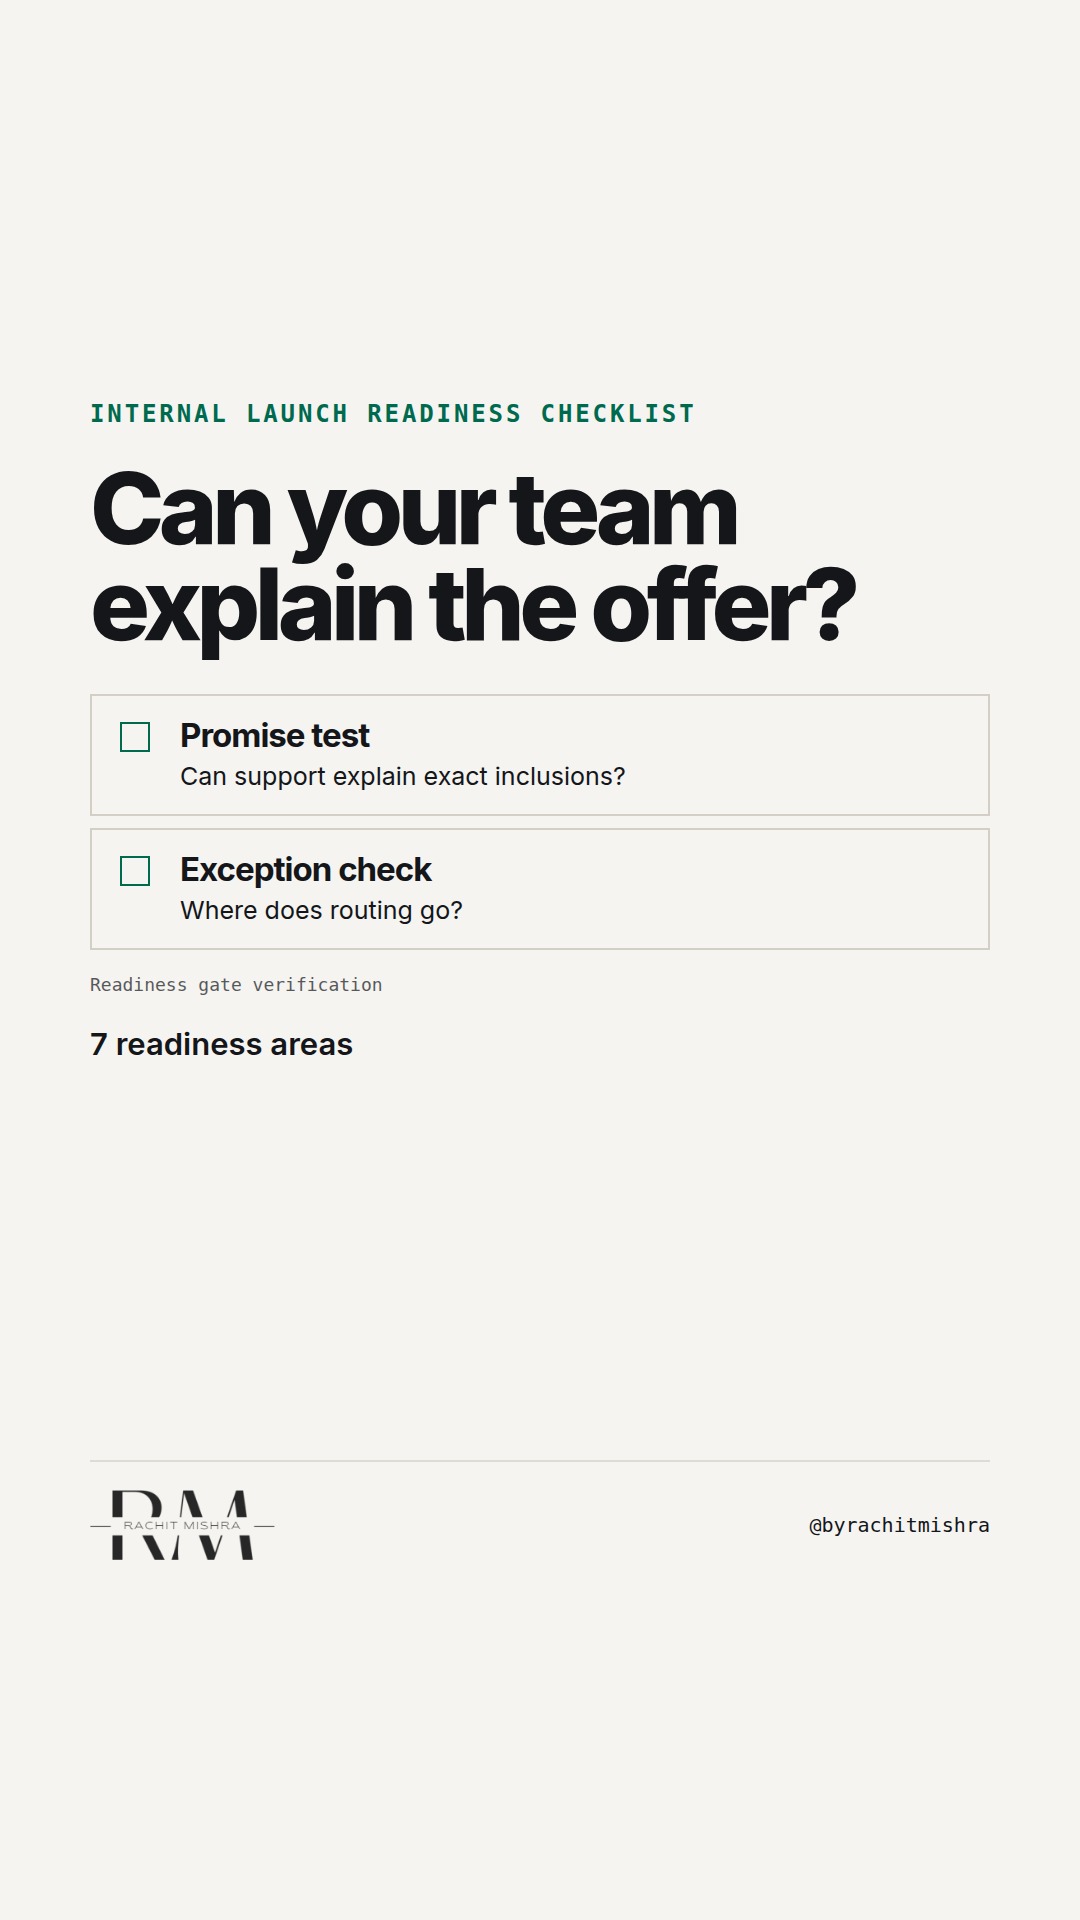 INTERNAL LAUNCH READINESS CHECKLIST
Can your team
explain the offer?
Promise test
Can support explain exact inclusions?
Exception check
Where does routing go?
Readiness gate verification
7 readiness areas
RM
RACHIT MISHRA
@byrachitmishra